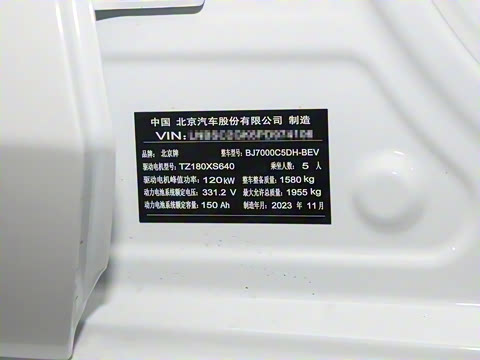 中国 北京汽车股份有限公司 制造
VIN:
品牌: 北京牌 整车型号: BJ7000C5DH-BEV
驱动电机型号: TZ180XS640 乘坐人数: 5 人
驱动电机峰值功率: 120 kW 整车整备质量: 1580 kg
动力电池系统额定电压: 331.2 V 最大允许总质量: 1955 kg
动力电池系统额定容量: 150 Ah 制造年月: 2023 年 11 月